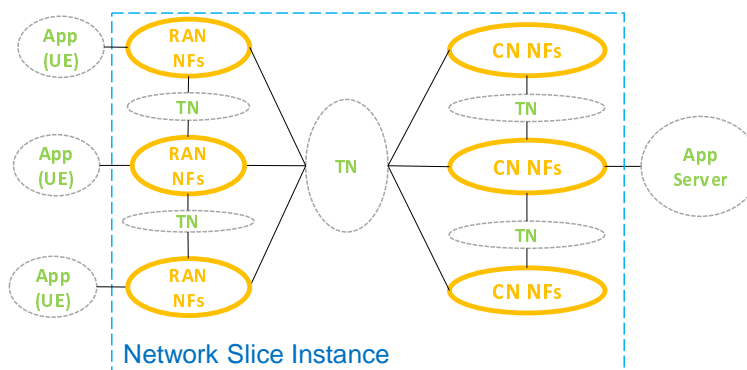 App
(UE)
RAN
NFs
CN NFs
TN
TN
App
(UE)
RAN
NFs
TN
CN NFs
App
Server
TN
TN
App
(UE)
RAN
NFs
CN NFs
Network Slice Instance